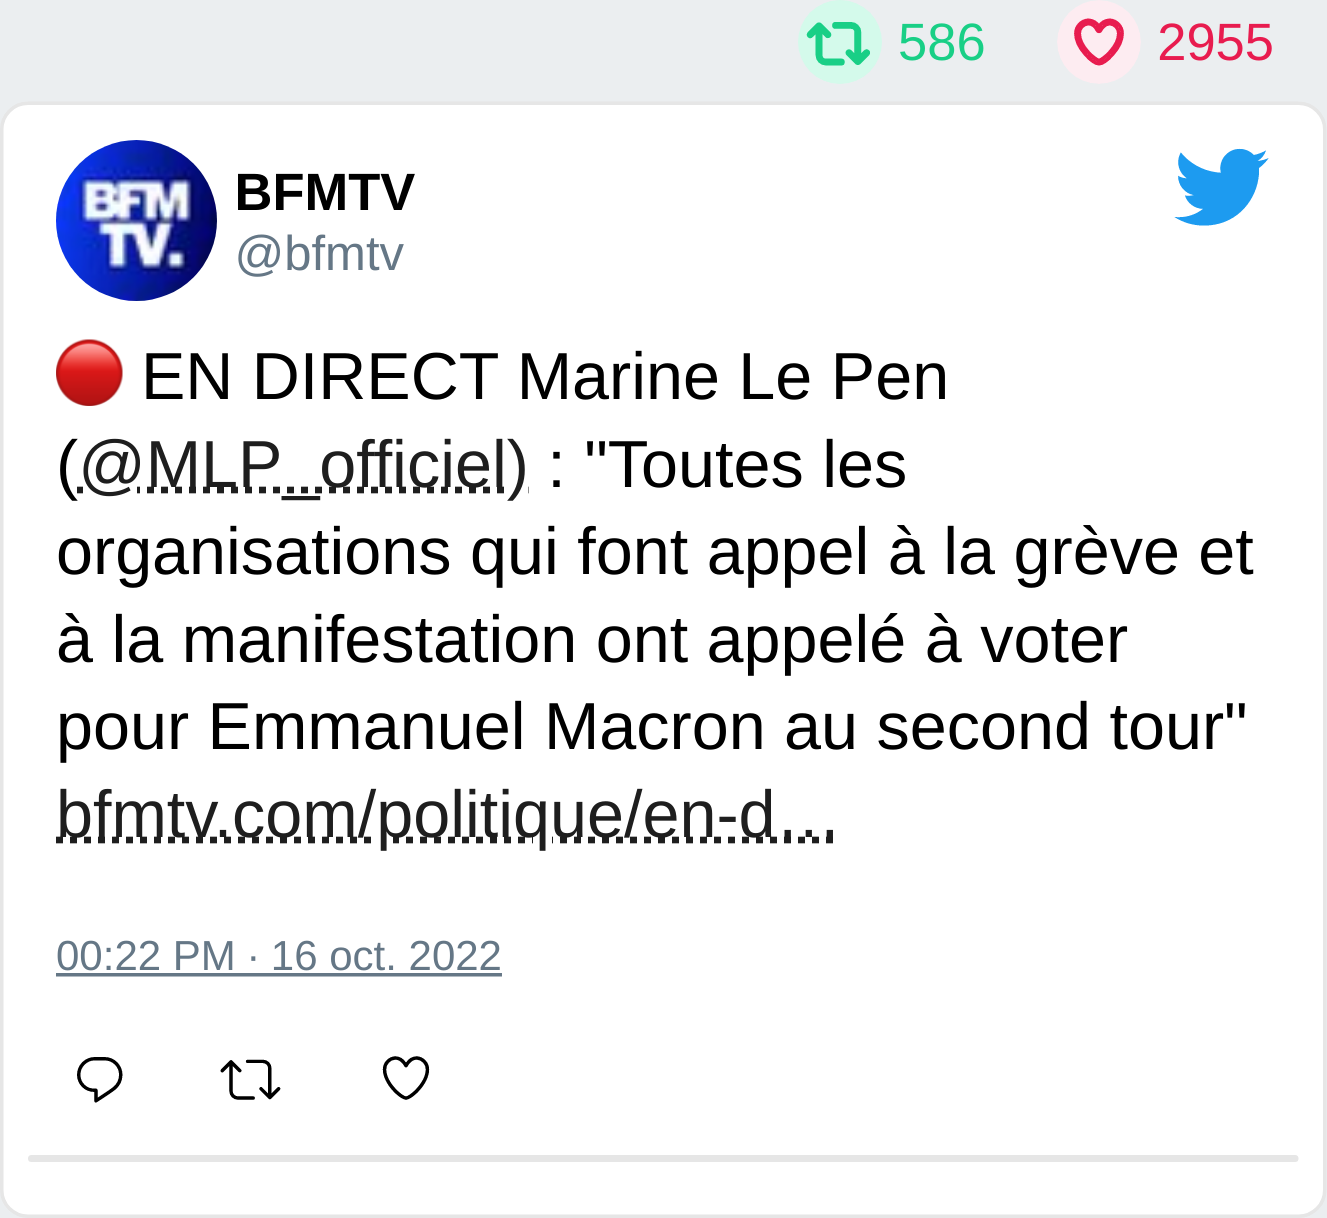 586 2955
BFM
TV.
BFMTV
@bfmtv
🔴 EN DIRECT Marine Le Pen
(@MLP_officiel) : "Toutes les
organisations qui font appel à la grève et
à la manifestation ont appelé à voter
pour Emmanuel Macron au second tour"
bfmtv.com/politique/en-d…
00:22 PM · 16 oct. 2022